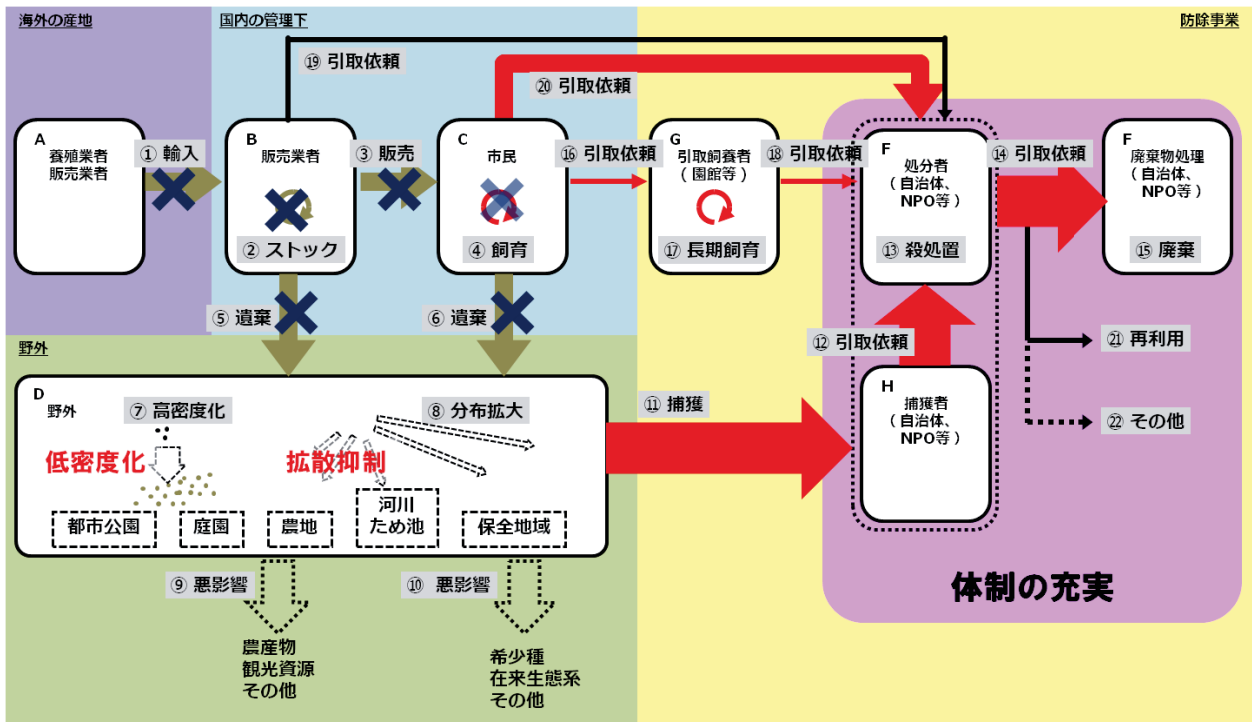 海外の産地
国内の管理下
防除事業
⑲ 引取依頼
⑳ 引取依頼
A
養殖業者
販売業者
① 輸入
B
販売業者
② ストック
③ 販売
C
市民
④ 飼育
⑯ 引取依頼
G
引取飼養者
（園館等）
⑰ 長期飼育
⑱ 引取依頼
F
処分者
（自治体、
NPO等）
⑬ 殺処置
⑭ 引取依頼
F
廃棄物処理
（自治体、
NPO等）
⑮ 廃棄
⑤ 遺棄
⑥ 遺棄
野外
D
野外
⑦ 高密度化
⑧ 分布拡大
低密度化
拡散抑制
都市公園
庭園
農地
河川
ため池
保全地域
⑪ 捕獲
⑫ 引取依頼
H
捕獲者
（自治体、
NPO等）
㉑ 再利用
㉒ その他
⑨ 悪影響
⑩ 悪影響
農産物
観光資源
その他
希少種
在来生態系
その他
体制の充実